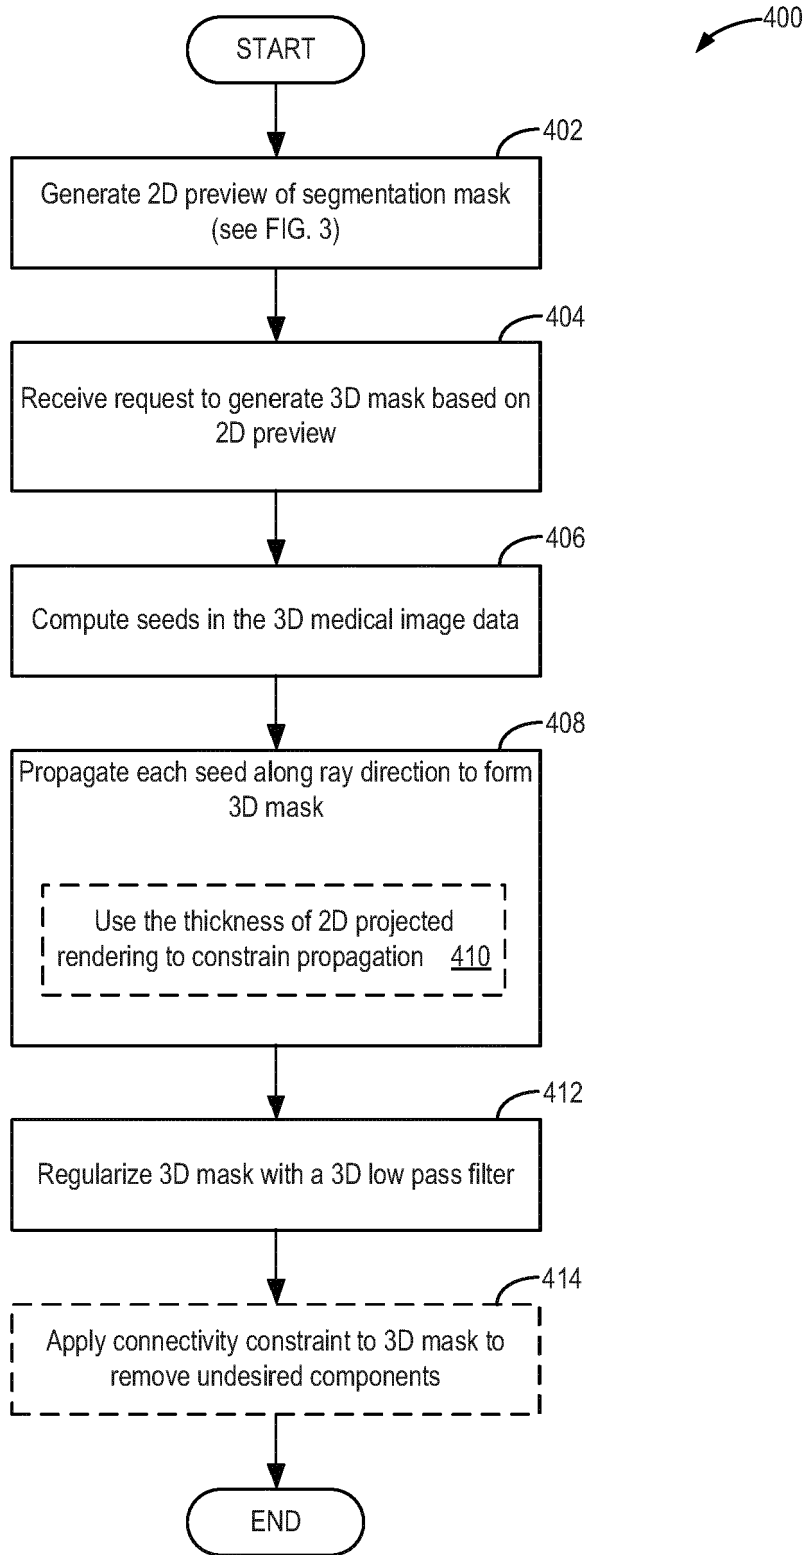 400
START
402
Generate 2D preview of segmentation mask
(see FIG. 3)
404
Receive request to generate 3D mask based on
2D preview
406
Compute seeds in the 3D medical image data
408
Propagate each seed along ray direction to form
3D mask
Use the thickness of 2D projected
rendering to constrain propagation 410
412
Regularize 3D mask with a 3D low pass filter
414
Apply connectivity constraint to 3D mask to
remove undesired components
END